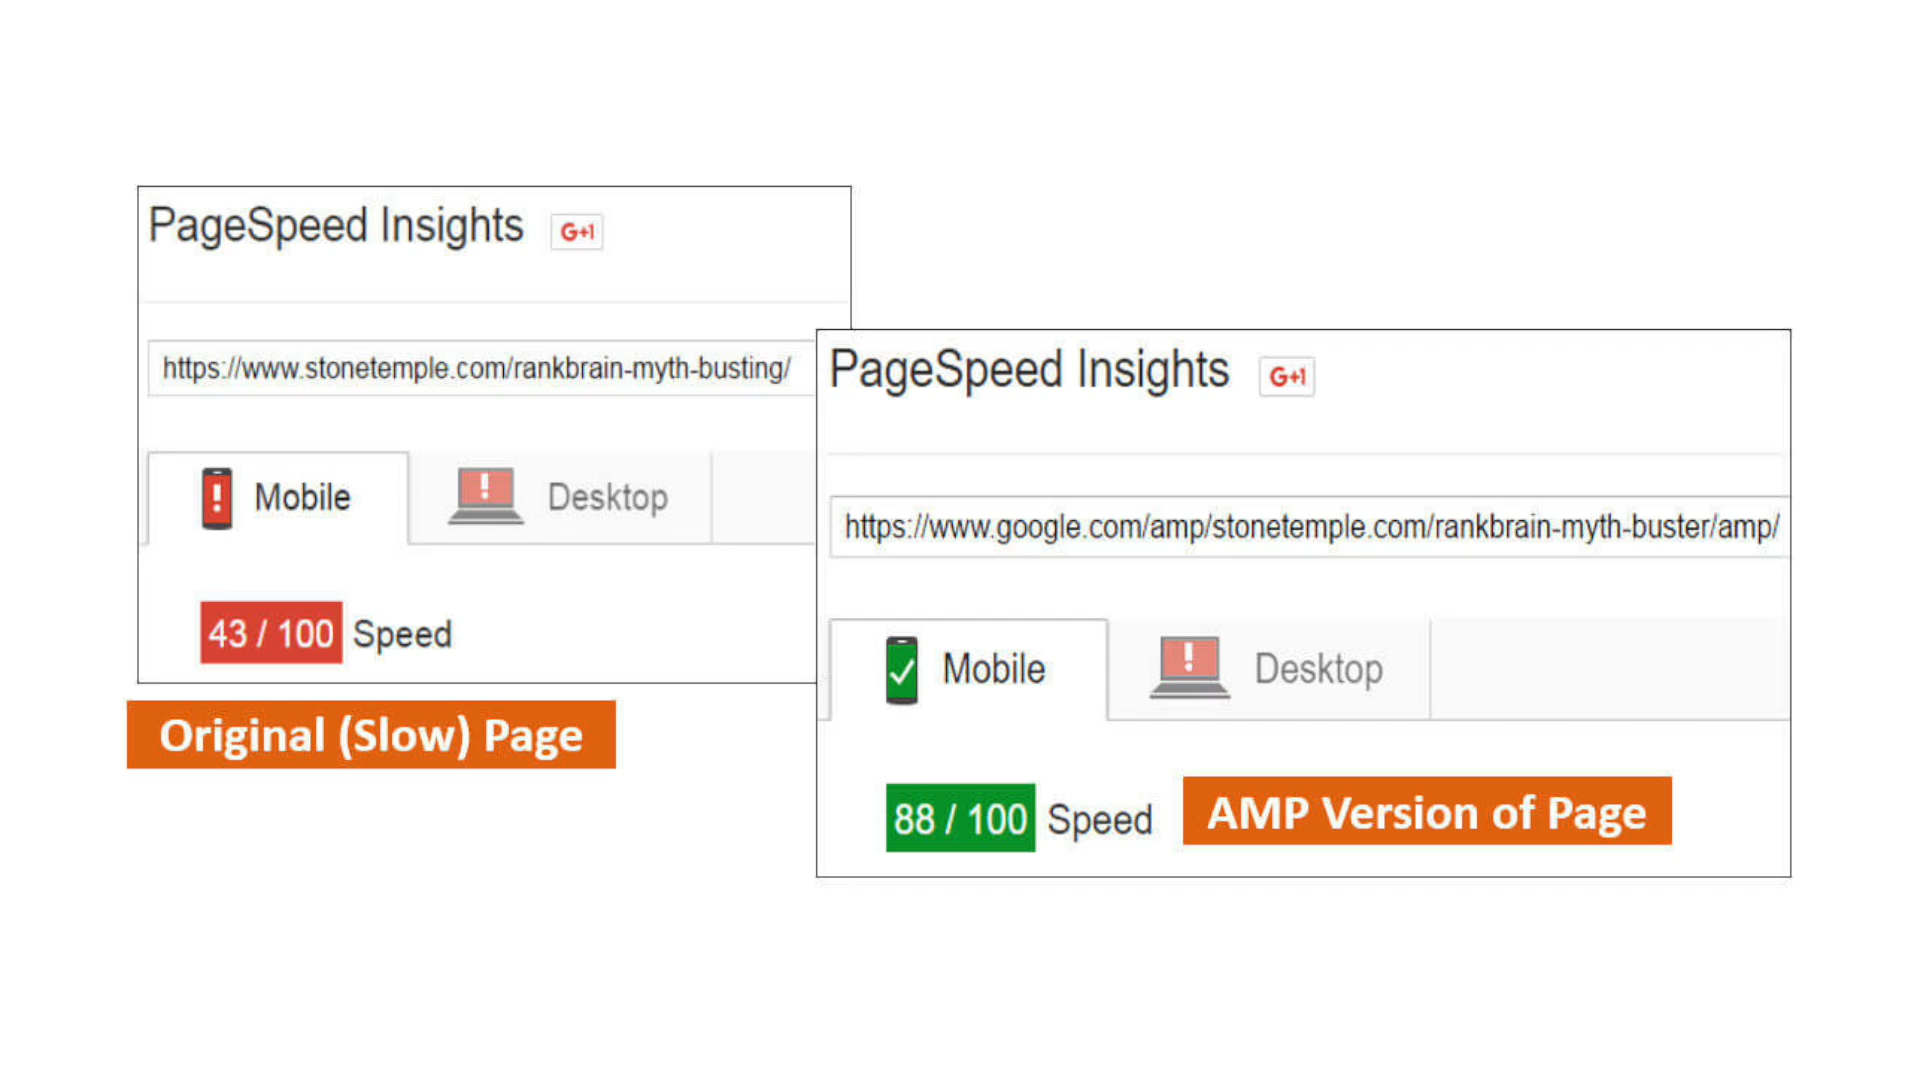 PageSpeed Insights G+1
https://www.stonetemple.com/rankbrain-myth-busting/
! Mobile ! Desktop
43 / 100 Speed
Original (Slow) Page
PageSpeed Insights G+1
https://www.google.com/amp/stonetemple.com/rankbrain-myth-buster/amp/
Mobile ! Desktop
88 / 100 Speed
AMP Version of Page